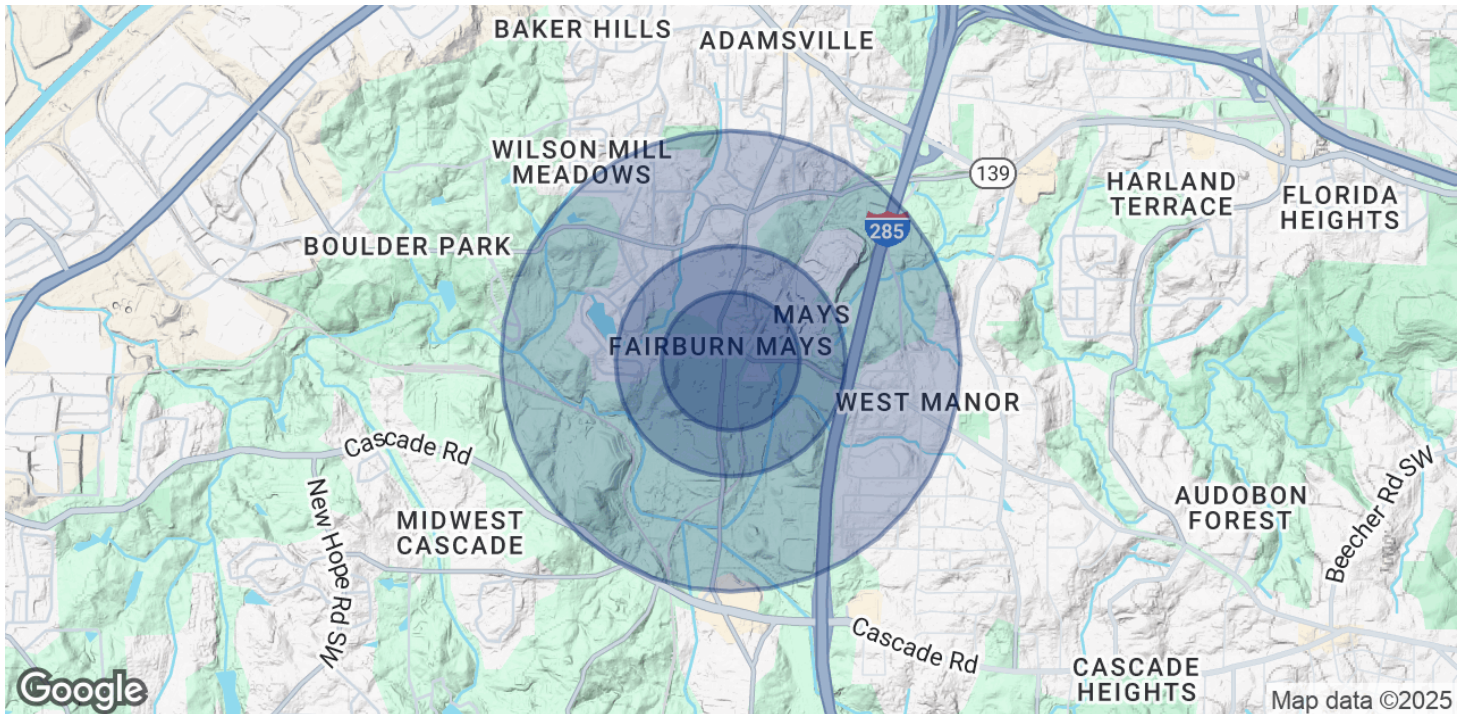 BAKER HILLS
ADAMSVILLE
WILSON MILL
MEADOWS
139
HARLAND
TERRACE
FLORIDA
HEIGHTS
BOULDER PARK
285
MAYS
FAIRBURN MAYS
WEST MANOR
Cascade Rd
New Hope Rd SW
MIDWEST
CASCADE
AUDOBON
FOREST
Beecher Rd SW
Cascade Rd
CASCADE
HEIGHTS
Google
Map data ©2025